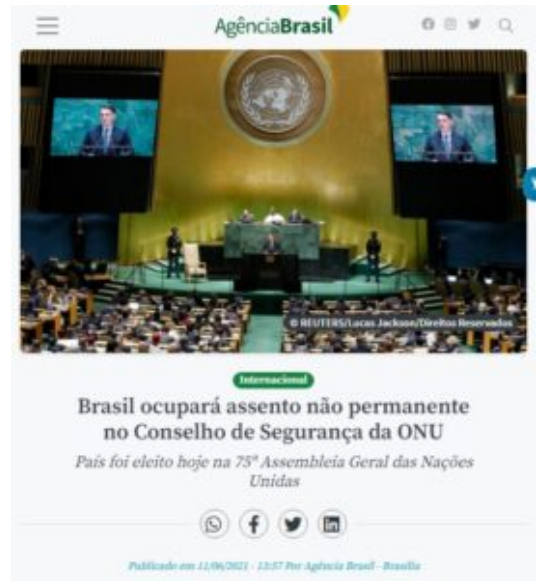 AgênciaBrasil
© REUTERS/Lucas Jackson/Direitos Reservados
Internacional
Brasil ocupará assento não permanente
no Conselho de Segurança da ONU
País foi eleito hoje na 75ª Assembleia Geral das Nações
Unidas
Publicado em 11/06/2021 - 13:57 Por Agência Brasil - Brasília